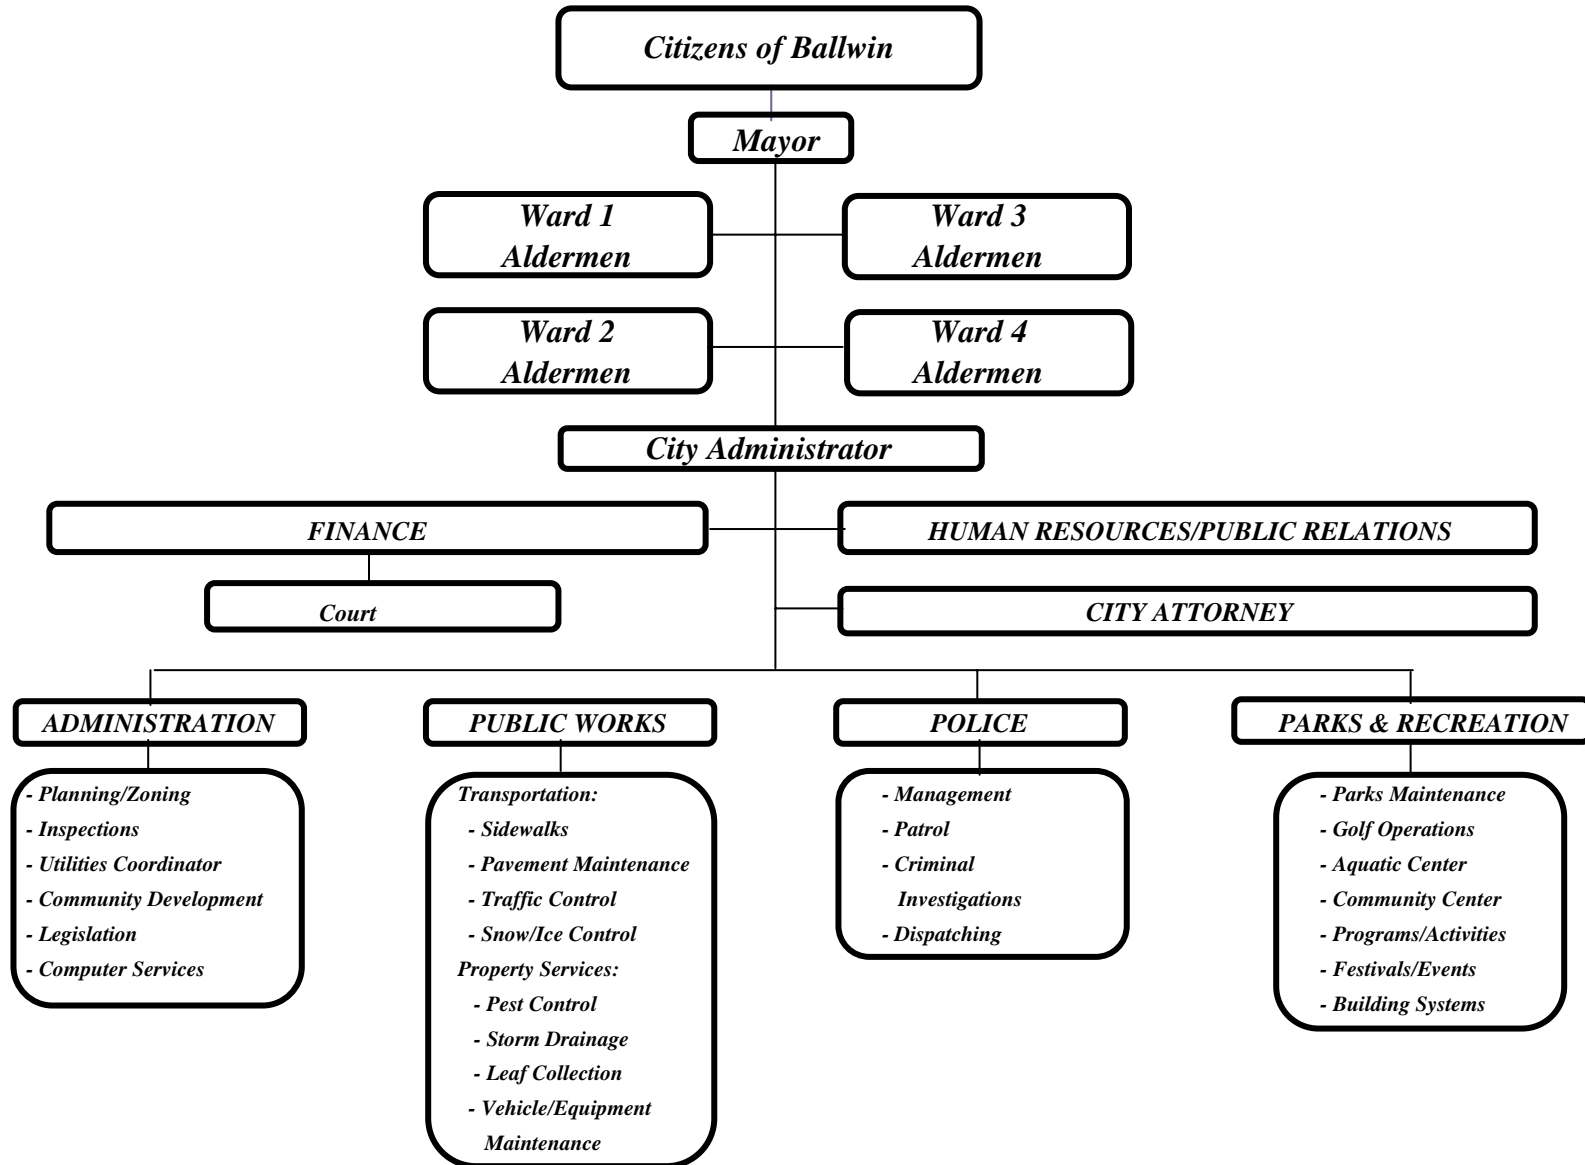 Citizens of Ballwin
Mayor
Ward 1
Aldermen
Ward 3
Aldermen
Ward 2
Aldermen
Ward 4
Aldermen
City Administrator
FINANCE
HUMAN RESOURCES/PUBLIC RELATIONS
Court
CITY ATTORNEY
ADMINISTRATION
- Planning/Zoning
- Inspections
- Utilities Coordinator
- Community Development
- Legislation
- Computer Services
PUBLIC WORKS
Transportation:
- Sidewalks
- Pavement Maintenance
- Traffic Control
- Snow/Ice Control
Property Services:
- Pest Control
- Storm Drainage
- Leaf Collection
- Vehicle/Equipment
Maintenance
POLICE
- Management
- Patrol
- Criminal
Investigations
- Dispatching
PARKS & RECREATION
- Parks Maintenance
- Golf Operations
- Aquatic Center
- Community Center
- Programs/Activities
- Festivals/Events
- Building Systems